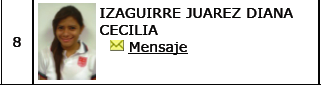 8
IZAGUIRRE JUAREZ DIANA
CECILIA
Mensaje